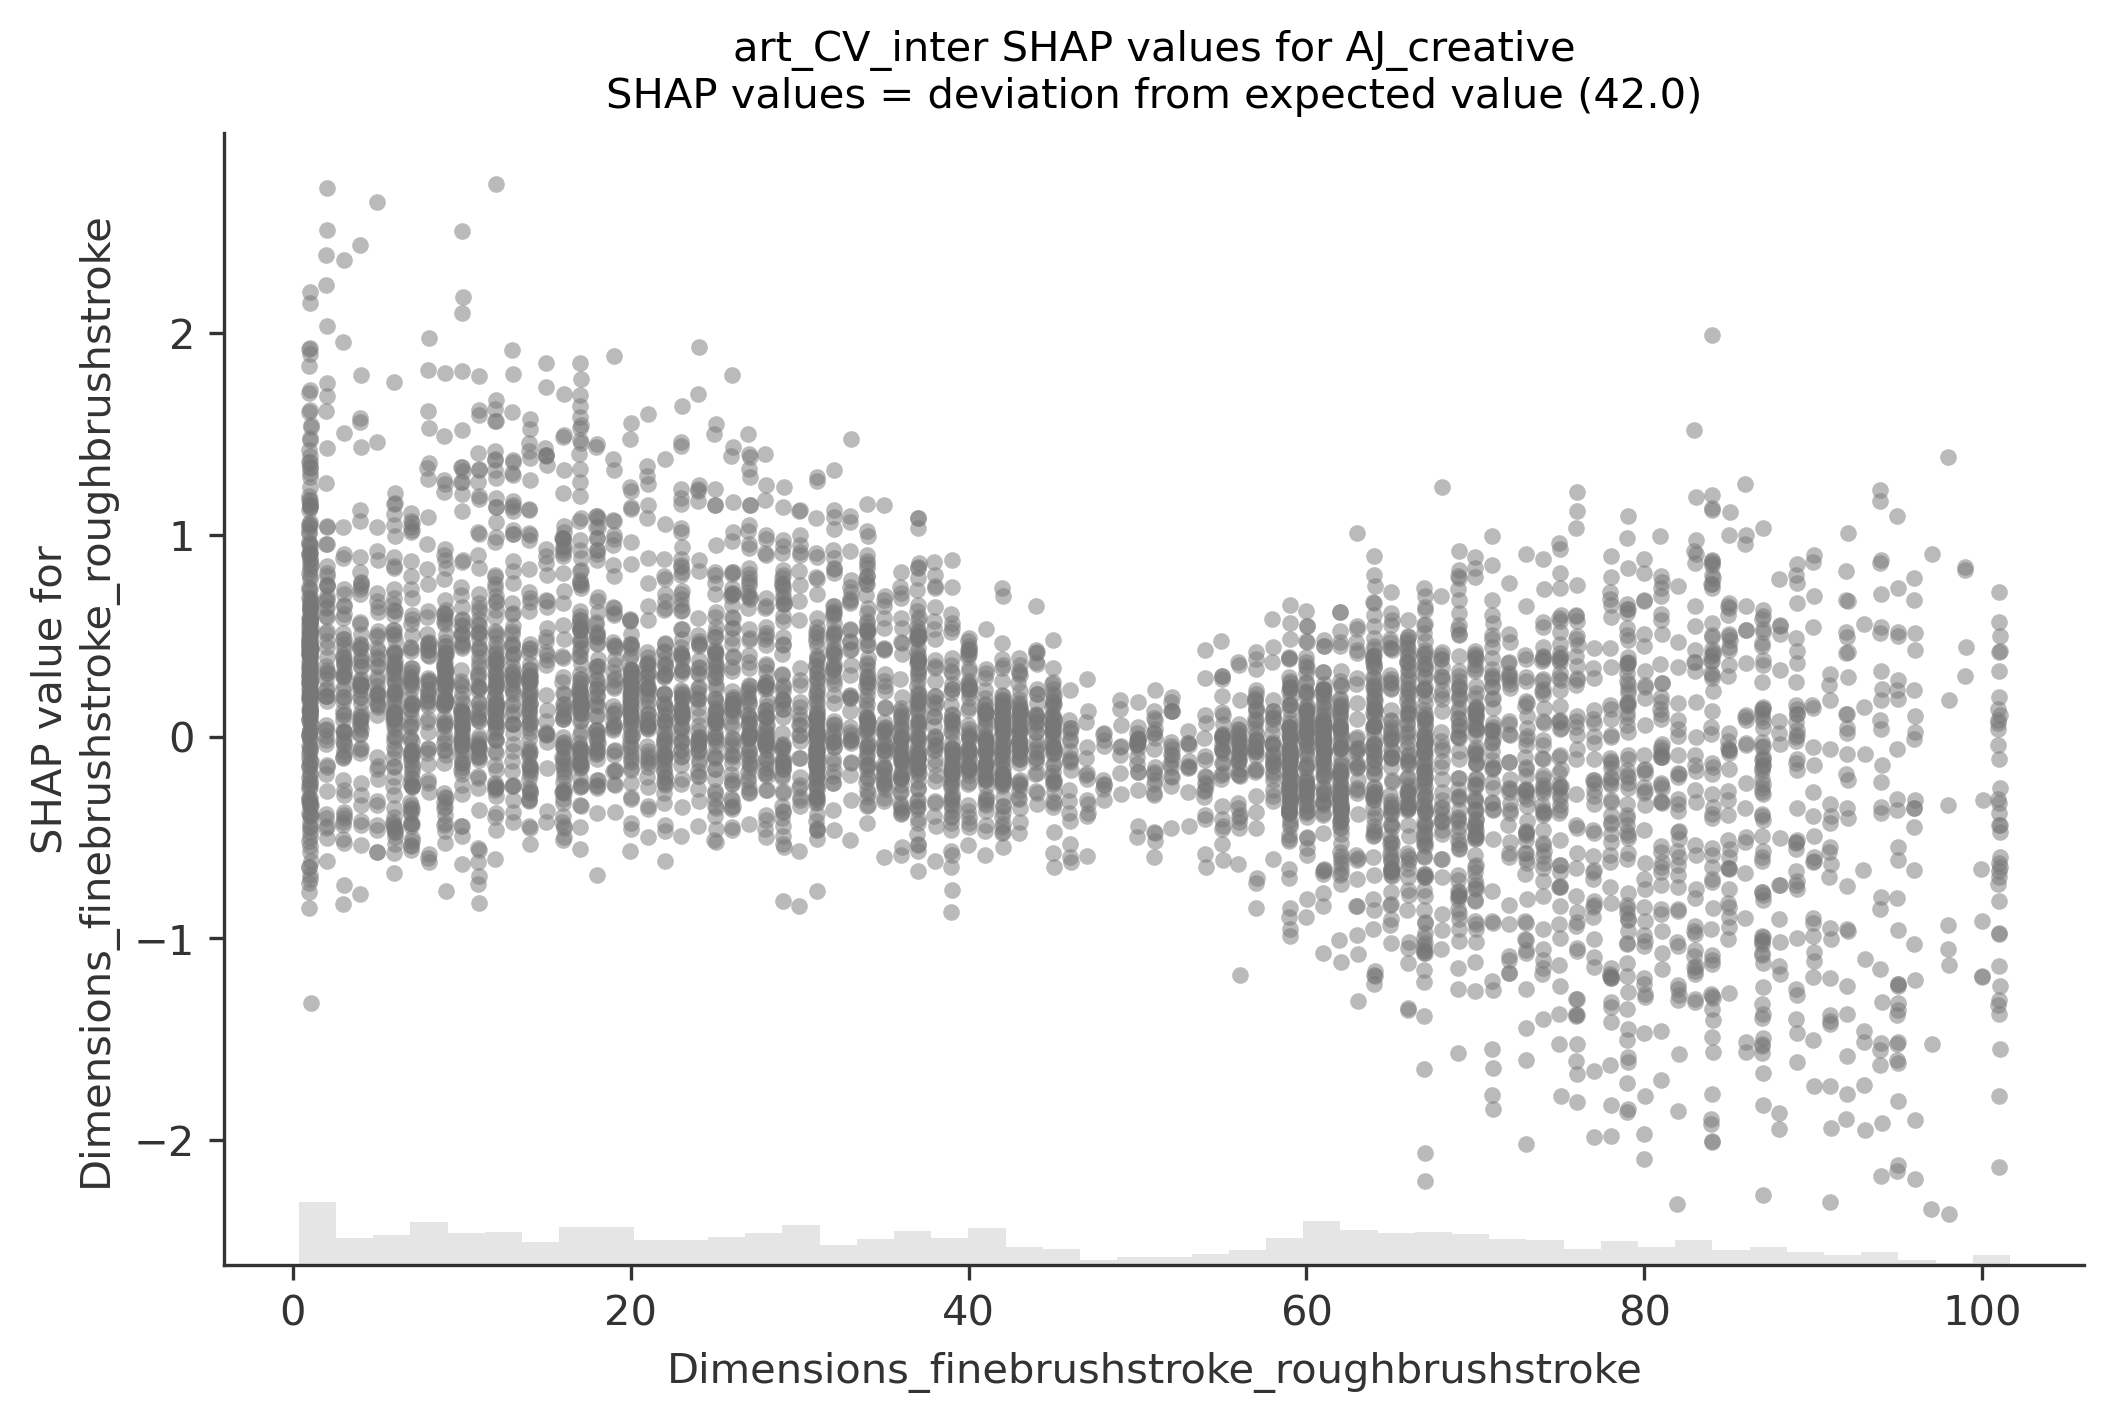 art_CV_inter SHAP values for AJ_creative
SHAP values = deviation from expected value (42.0)
SHAP value for
Dimensions_finebrushstroke_roughbrushstroke
2
1
0
−1
−2
0
20
40
60
80
100
Dimensions_finebrushstroke_roughbrushstroke